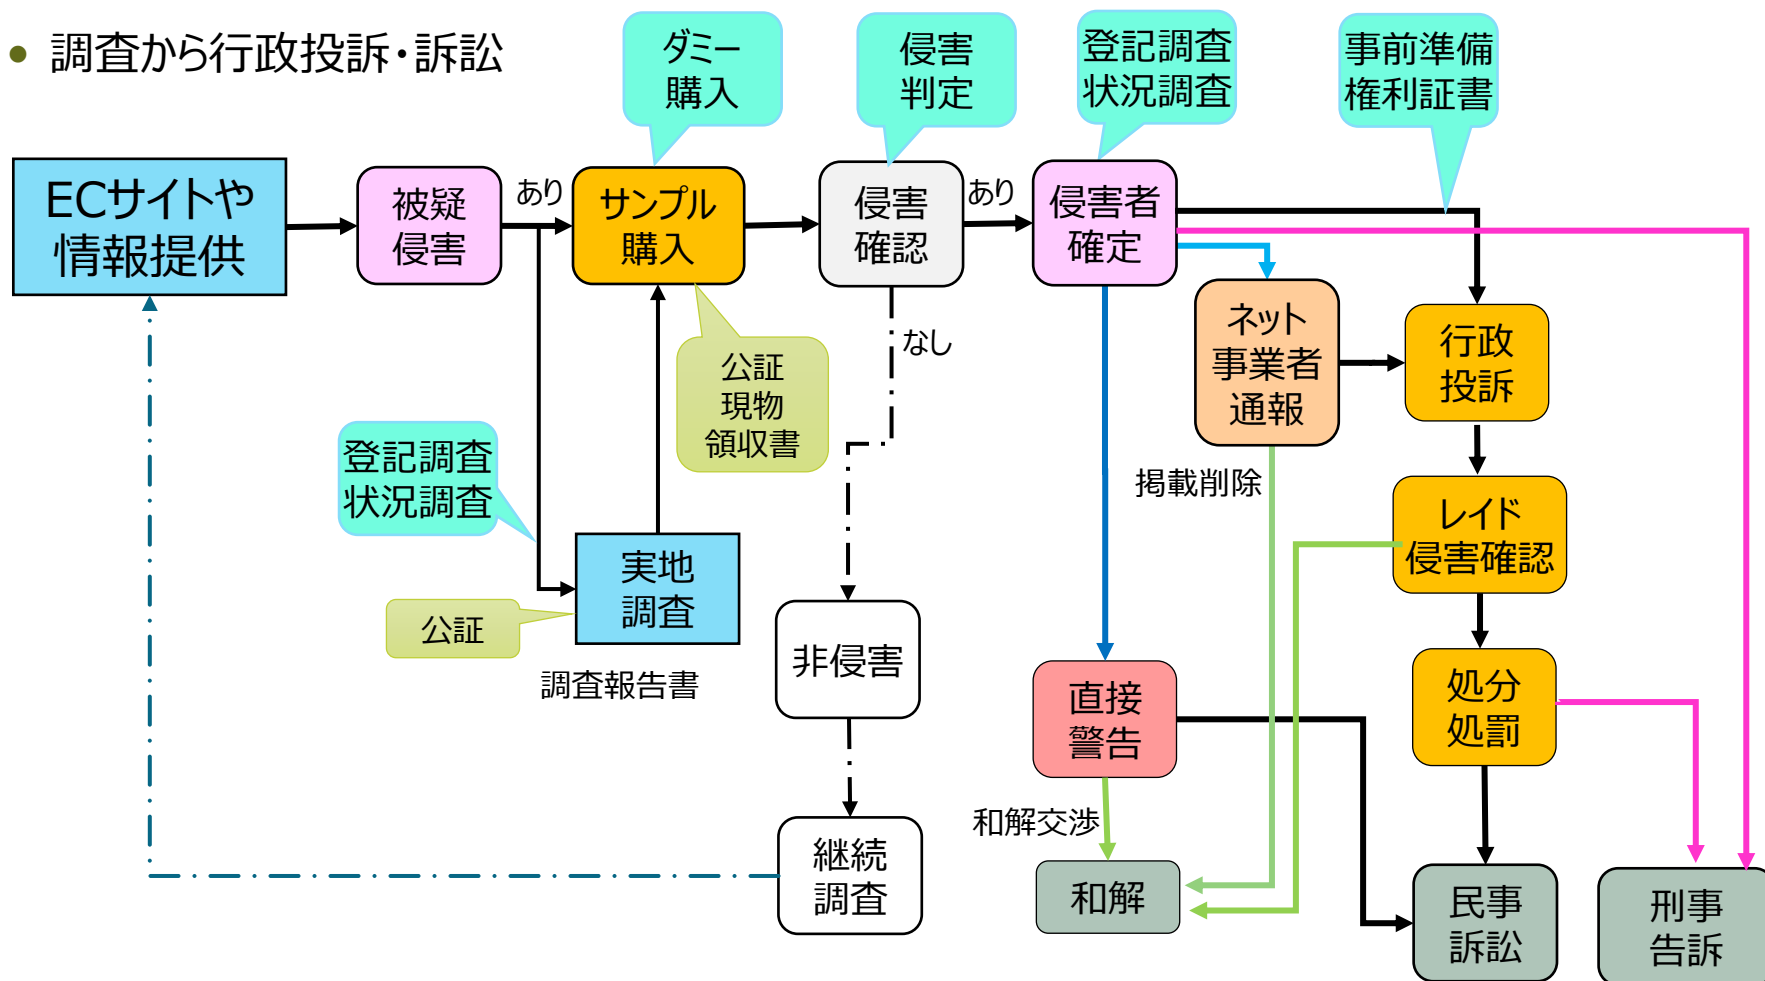 • 調査から行政投訴・訴訟
ダミー
購入
侵害
判定
登記調査
状況調査
事前準備
権利証書
ECサイトや
情報提供
被疑
侵害
あり
サンプル
購入
侵害
確認
あり
侵害者
確定
なし
公証
現物
領収書
ネット
事業者
通報
行政
投訴
登記調査
状況調査
掲載削除
レイド
侵害確認
実地
調査
公証
調査報告書
非侵害
直接
警告
処分
処罰
和解交渉
継続
調査
和解
民事
訴訟
刑事
告訴